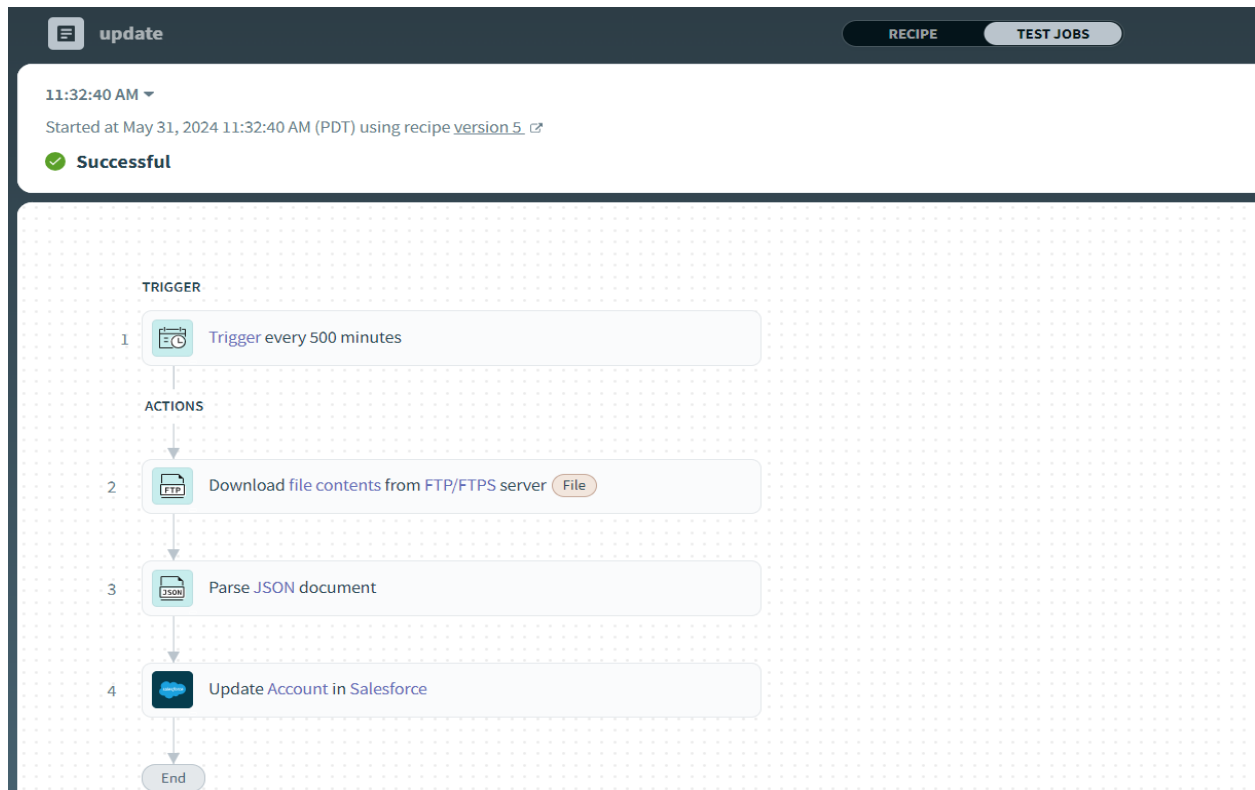 update
RECIPE
TEST JOBS
11:32:40 AM
Started at May 31, 2024 11:32:40 AM (PDT) using recipe version 5
Successful
TRIGGER
1
Trigger every 500 minutes
ACTIONS
2
FTP
Download file contents from FTP/FTPS server File
3
JSON
Parse JSON document
4
salesforce
Update Account in Salesforce
End